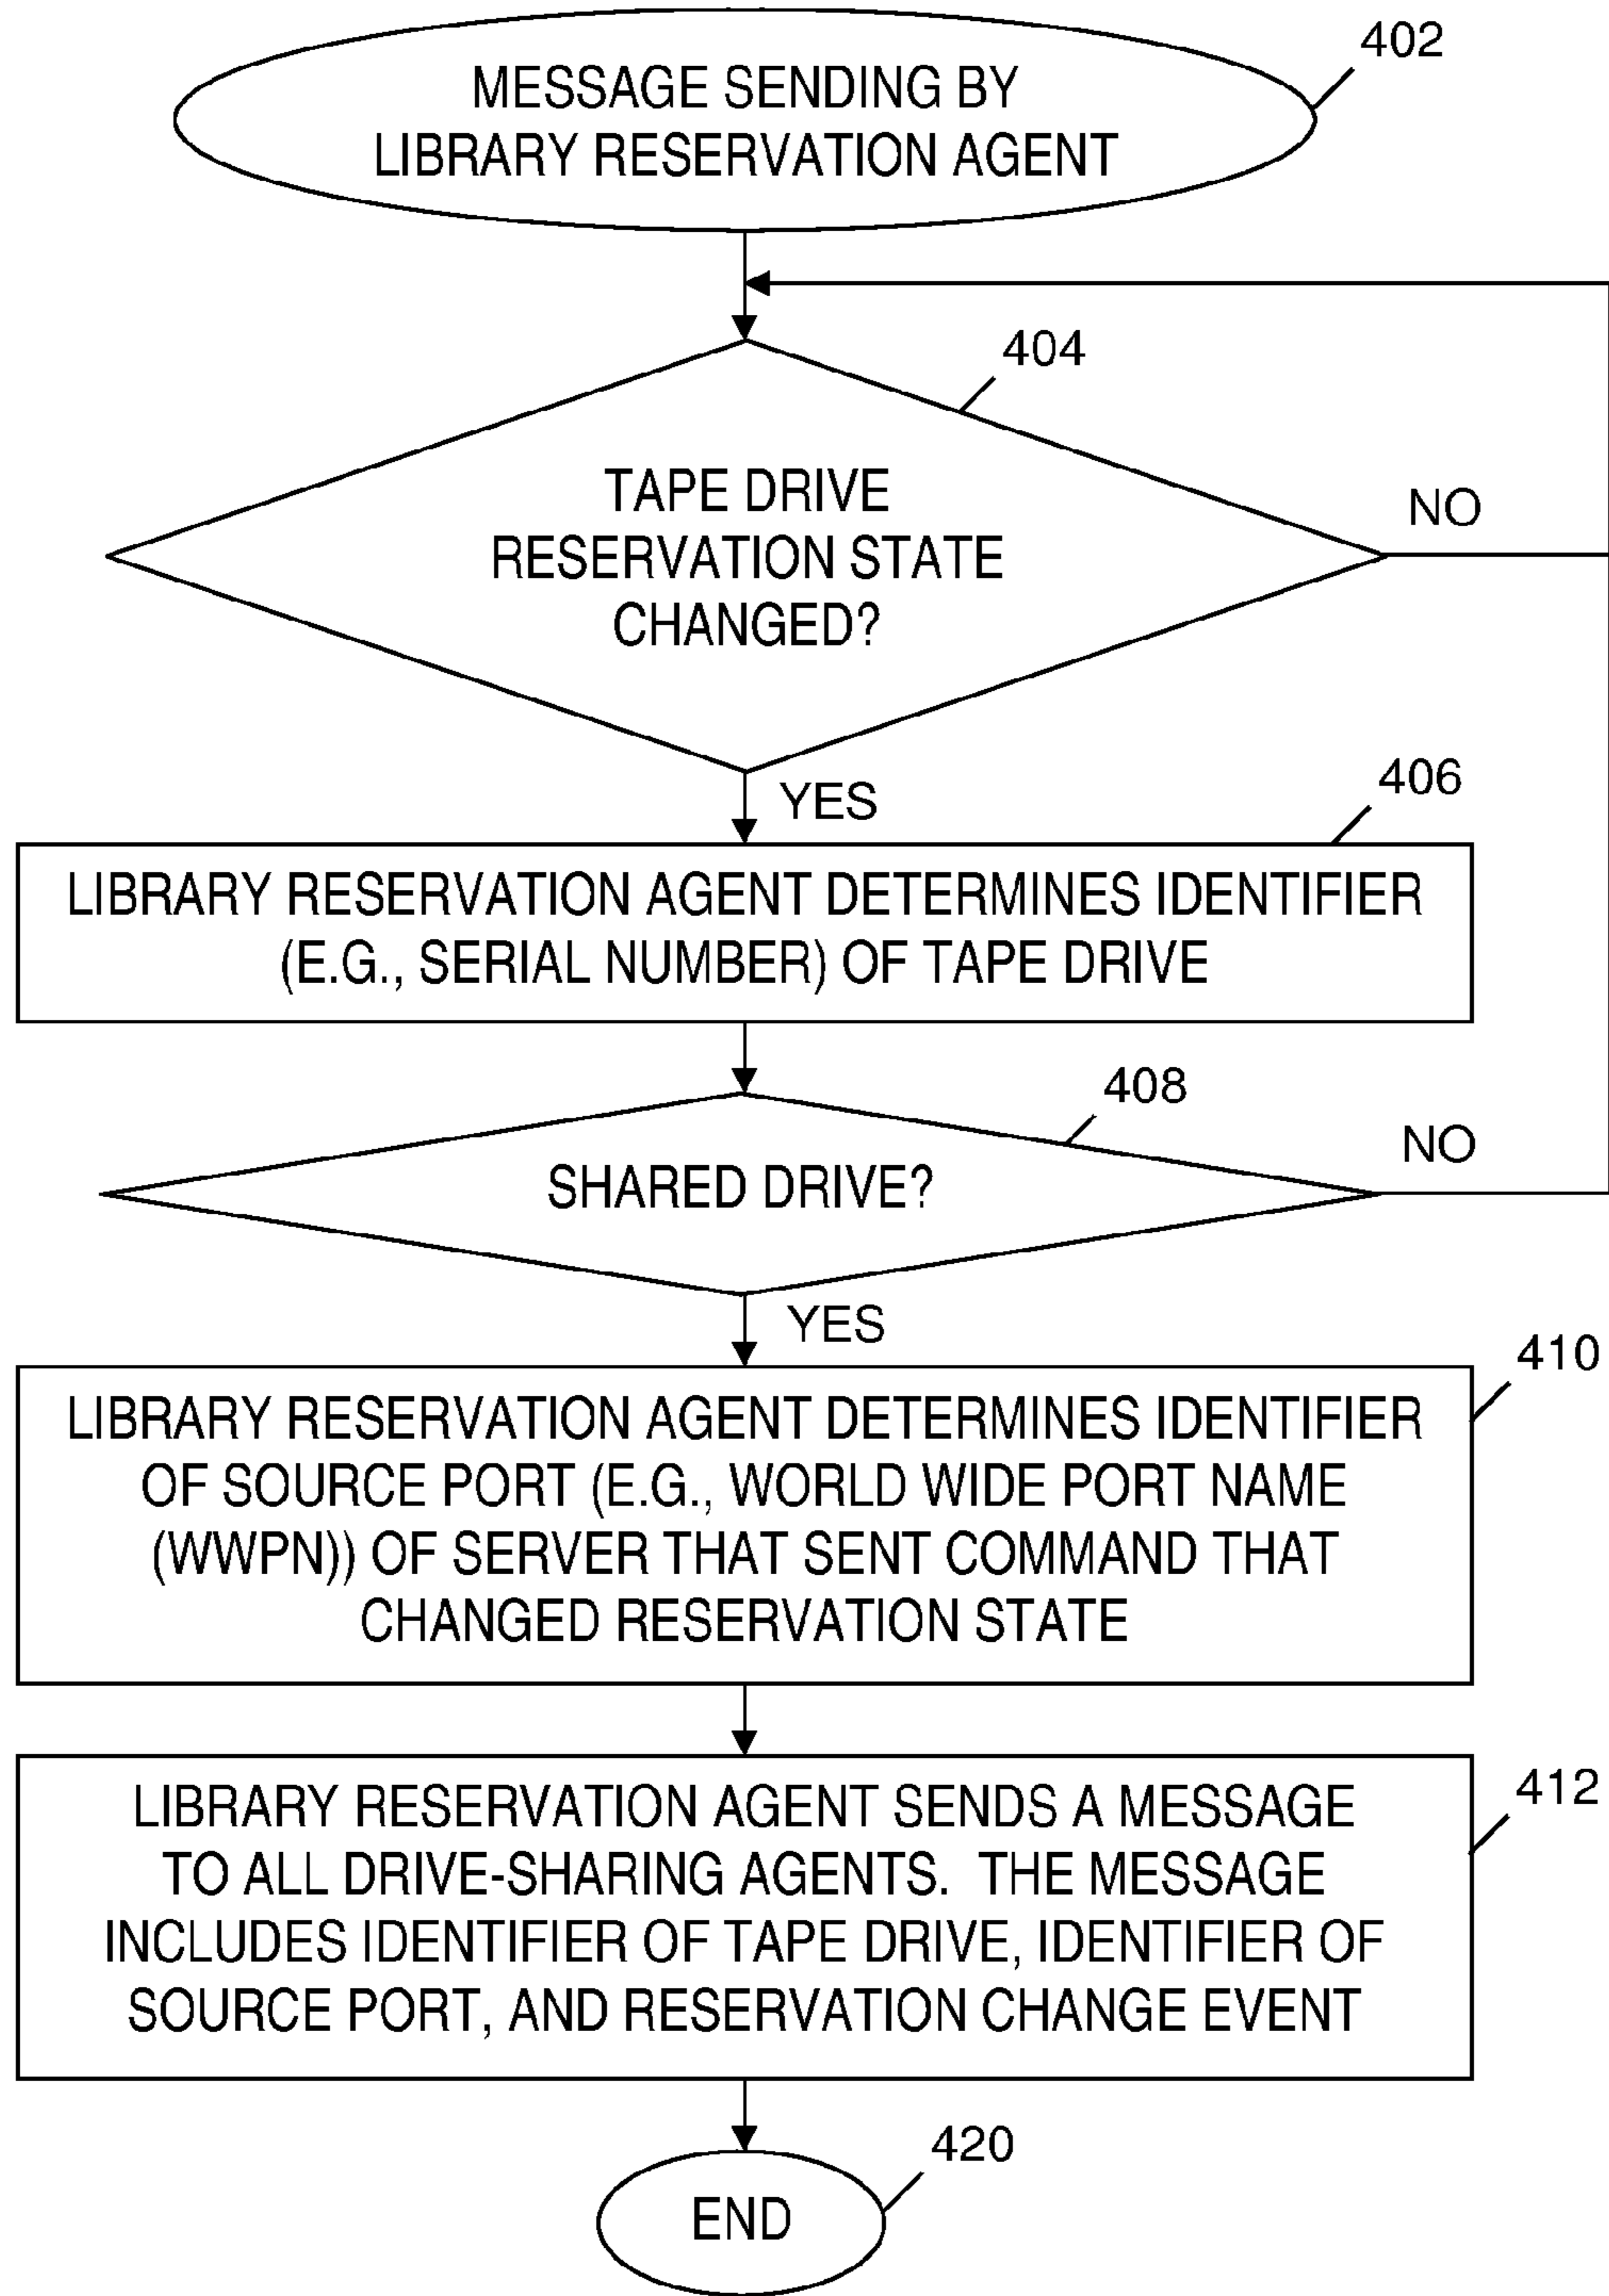 402
MESSAGE SENDING BY
LIBRARY RESERVATION AGENT
404
TAPE DRIVE
RESERVATION STATE
CHANGED?
NO
YES
406
LIBRARY RESERVATION AGENT DETERMINES IDENTIFIER
(E.G., SERIAL NUMBER) OF TAPE DRIVE
408
SHARED DRIVE?
NO
YES
410
LIBRARY RESERVATION AGENT DETERMINES IDENTIFIER
OF SOURCE PORT (E.G., WORLD WIDE PORT NAME
(WWPN)) OF SERVER THAT SENT COMMAND THAT
CHANGED RESERVATION STATE
412
LIBRARY RESERVATION AGENT SENDS A MESSAGE
TO ALL DRIVE-SHARING AGENTS. THE MESSAGE
INCLUDES IDENTIFIER OF TAPE DRIVE, IDENTIFIER OF
SOURCE PORT, AND RESERVATION CHANGE EVENT
420
END